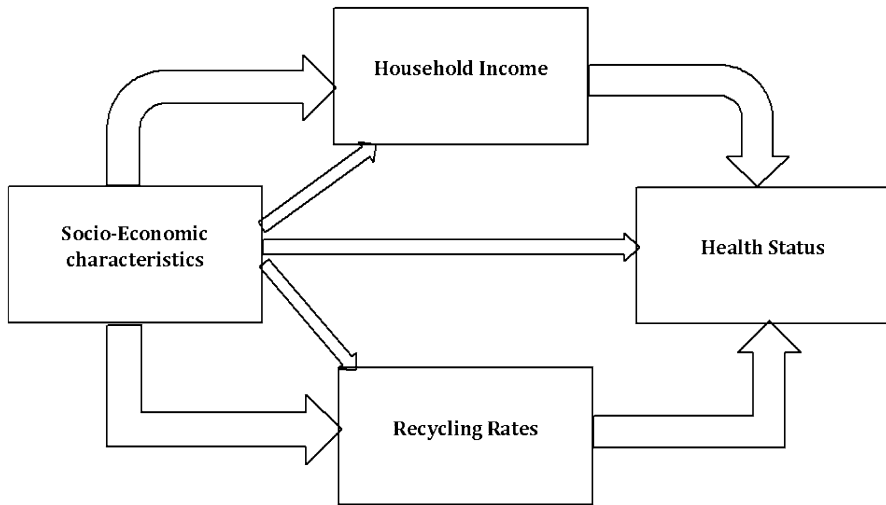 Household Income
Socio-Economic
characteristics
Health Status
Recycling Rates